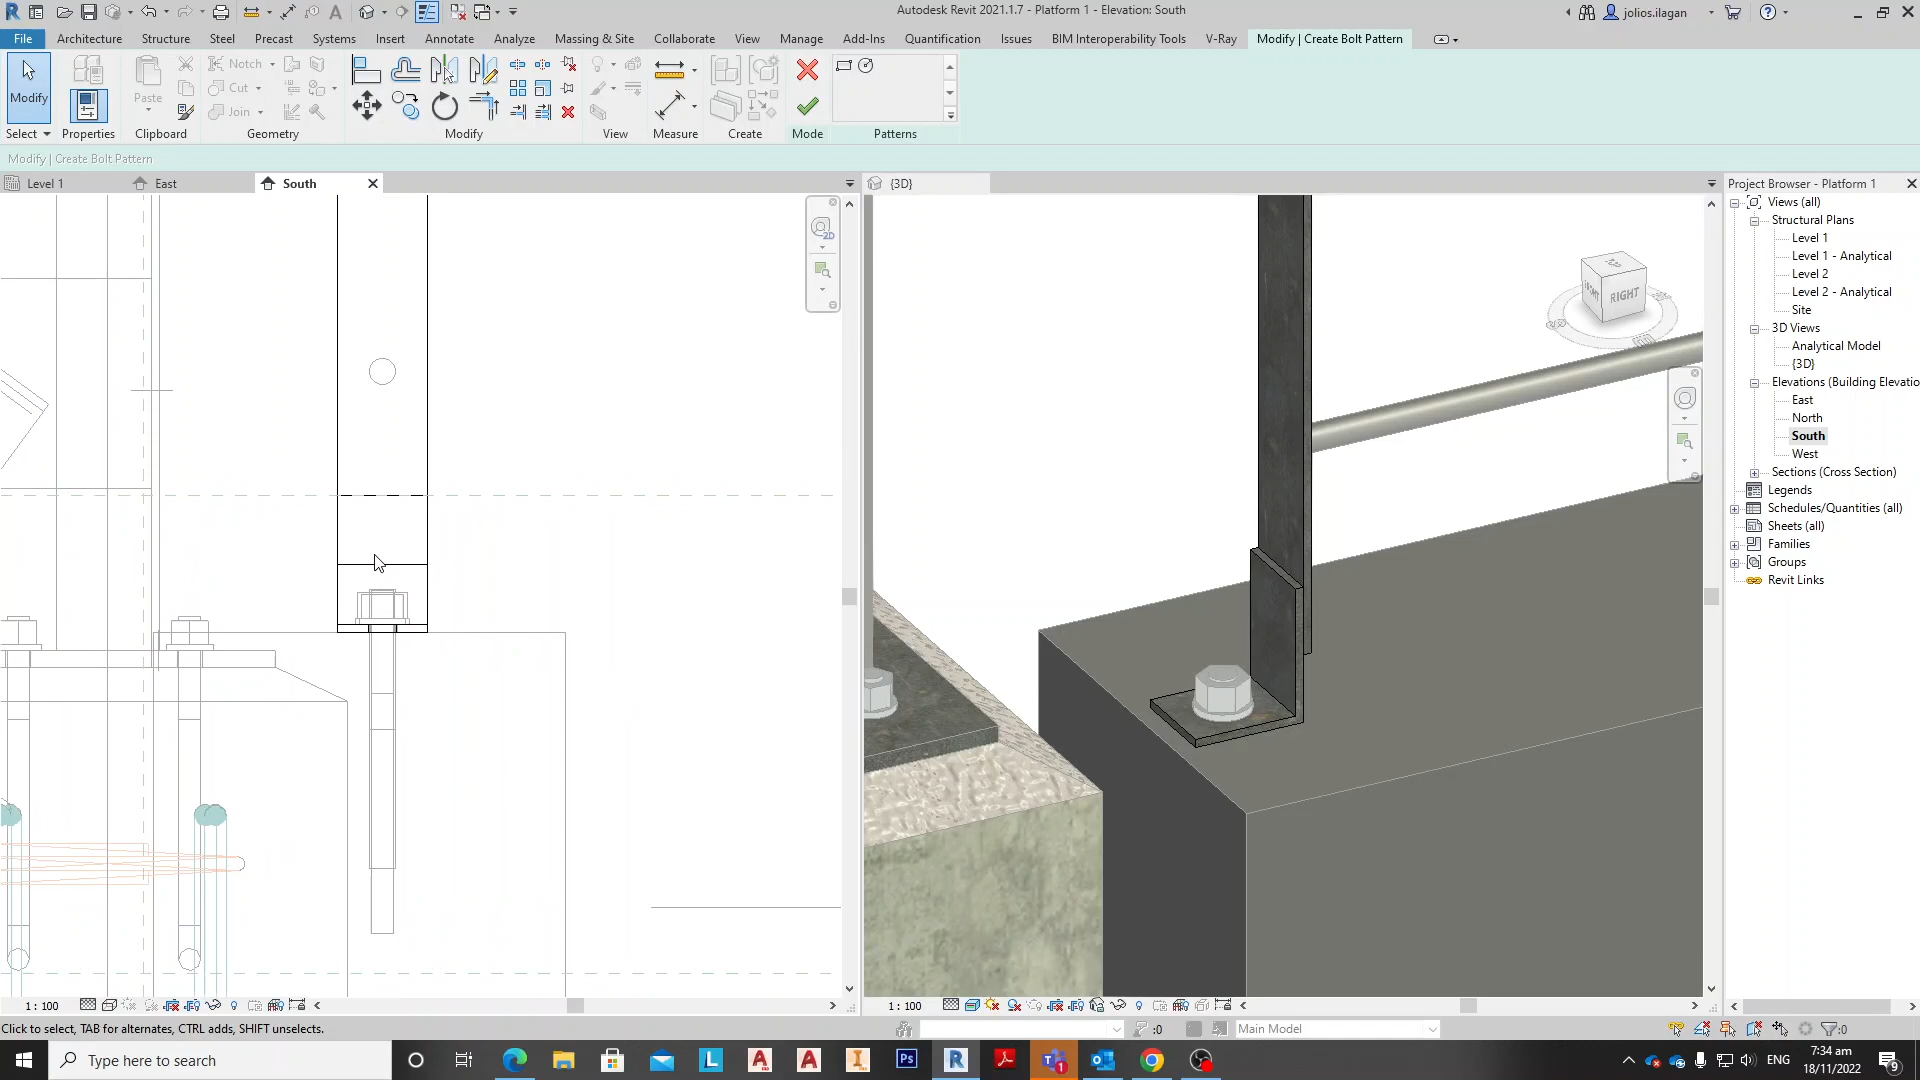 Autodesk Revit 2021.1.7 - Platform 1 - Elevation: South
jolios.ilagan
File Architecture Structure Steel Precast Systems Insert Annotate Analyze Massing & Site Collaborate View Manage Add-Ins Quantification Issues BIM Interoperability Tools V-Ray Modify | Create Bolt Pattern
Modify
Paste
Notch
Cut
Join
Select Properties Clipboard Geometry Modify View Measure Create Mode Patterns
Modify | Create Bolt Pattern
Level 1
East
South
{3D}
2D
TOP
RIGHT
Project Browser - Platform 1
Views (all)
Structural Plans
Level 1
Level 1 - Analytical
Level 2
Level 2 - Analytical
Site
3D Views
Analytical Model
{3D}
Elevations (Building Elevatio
East
North
South
West
Sections (Cross Section)
Legends
Schedules/Quantities (all)
Sheets (all)
Families
Groups
Revit Links
1 : 100
1 : 100
Click to select, TAB for alternates, CTRL adds, SHIFT unselects.
:0
Main Model
:0
Type here to search
ENG
7:34 am
18/11/2022